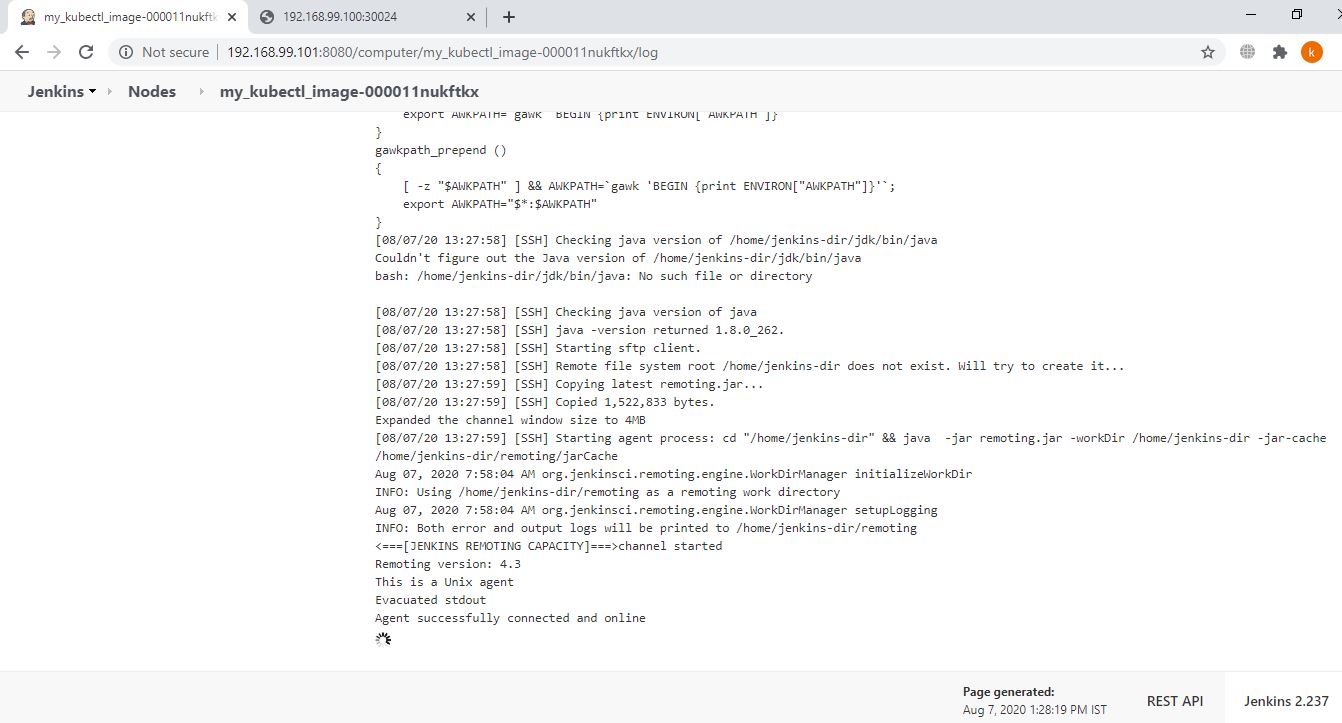 my_kubectl_image-000011nukftk
192.168.99.100:30024
Not secure
192.168.99.101:8080/computer/my_kubectl_image-000011nukftkx/log
k
Jenkins
Nodes
my_kubectl_image-000011nukftkx
export AWKPATH=`gawk 'BEGIN {print ENVIRON["AWKPATH"]}
}
gawkpath_prepend ()
{
[ -z "$AWKPATH" ] && AWKPATH=`gawk 'BEGIN {print ENVIRON["AWKPATH"]}'`;
export AWKPATH="$*:$AWKPATH"
}
[08/07/20 13:27:58] [SSH] Checking java version of /home/jenkins-dir/jdk/bin/java
Couldn't figure out the Java version of /home/jenkins-dir/jdk/bin/java
bash: /home/jenkins-dir/jdk/bin/java: No such file or directory
[08/07/20 13:27:58] [SSH] Checking java version of java
[08/07/20 13:27:58] [SSH] java -version returned 1.8.0_262.
[08/07/20 13:27:58] [SSH] Starting sftp client.
[08/07/20 13:27:58] [SSH] Remote file system root /home/jenkins-dir does not exist. Will try to create it...
[08/07/20 13:27:59] [SSH] Copying latest remoting.jar...
[08/07/20 13:27:59] [SSH] Copied 1,522,833 bytes.
Expanded the channel window size to 4MB
[08/07/20 13:27:59] [SSH] Starting agent process: cd "/home/jenkins-dir" && java  -jar remoting.jar -workDir /home/jenkins-dir -jar-cache
/home/jenkins-dir/remoting/jarCache
Aug 07, 2020 7:58:04 AM org.jenkinsci.remoting.engine.WorkDirManager initializeWorkDir
INFO: Using /home/jenkins-dir/remoting as a remoting work directory
Aug 07, 2020 7:58:04 AM org.jenkinsci.remoting.engine.WorkDirManager setupLogging
INFO: Both error and output logs will be printed to /home/jenkins-dir/remoting
<===[JENKINS REMOTING CAPACITY]===>channel started
Remoting version: 4.3
This is a Unix agent
Evacuated stdout
Agent successfully connected and online
Page generated:
Aug 7, 2020 1:28:19 PM IST
REST API
Jenkins 2.237